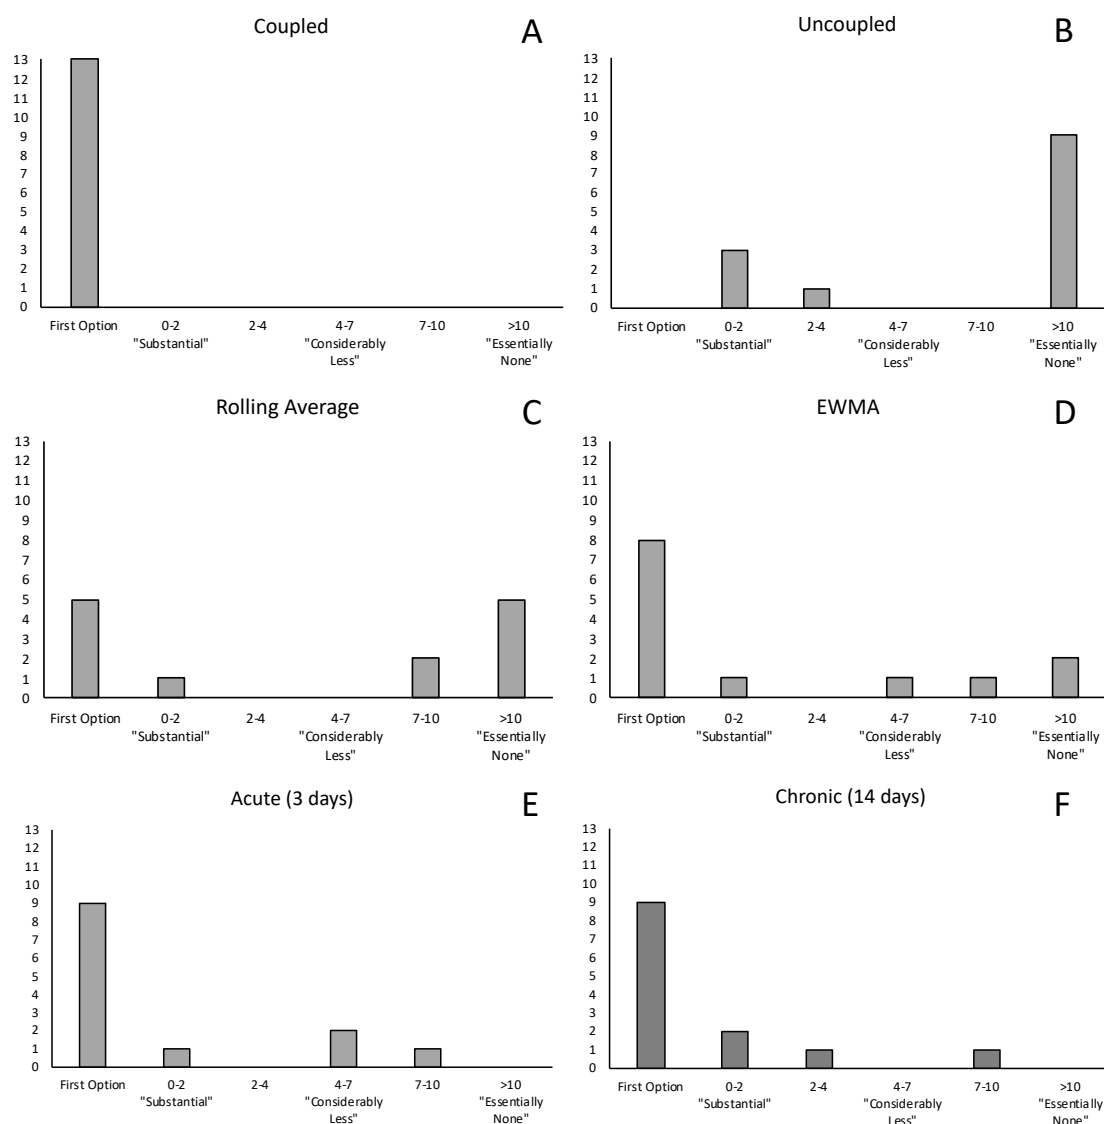 Coupled
A
13
12
11
10
9
8
7
6
5
4
3
2
1
0
First Option 0-2 2-4 4-7 7-10 >10
"Substantial" "Considerably "Essentially
Less" None"
Uncoupled
B
13
12
11
10
9
8
7
6
5
4
3
2
1
0
First Option 0-2 2-4 4-7 7-10 >10
"Substantial" "Considerably "Essentially
Less" None"
Rolling Average
C
13
12
11
10
9
8
7
6
5
4
3
2
1
0
First Option 0-2 2-4 4-7 7-10 >10
"Substantial" "Considerably "Essentially
Less" None"
EWMA
D
13
12
11
10
9
8
7
6
5
4
3
2
1
0
First Option 0-2 2-4 4-7 7-10 >10
"Substantial" "Considerably "Essentially
Less" None"
Acute (3 days)
E
13
12
11
10
9
8
7
6
5
4
3
2
1
0
First Option 0-2 2-4 4-7 7-10 >10
"Substantial" "Considerably "Essentially
Less" None"
Chronic (14 days)
F
13
12
11
10
9
8
7
6
5
4
3
2
1
0
First Option 0-2 2-4 4-7 7-10 >10
"Substantial" "Considerably "Essentially
Less" None"